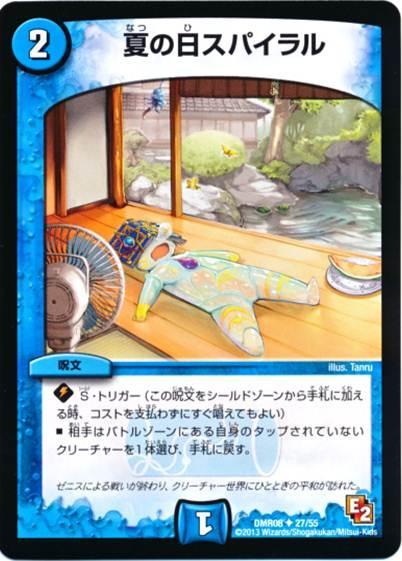 2
夏の日スパイラル
なつ ひ
呪文
illus. Tanru
S・トリガー (この呪文をシールドゾーンから手札に加え
る時、コストを支払わずにすぐ唱えてもよい)
■ 相手はバトルゾーンにある自身のタップされていない
クリーチャーを1体選び、手札に戻す。
ゼニスによる戦いが終わり、クリーチャー世界にひとときの平和が訪れた。
E2
1
DMR08 ◆ 27/55
©2013 Wizards/Shogakukan/Mitsui-Kids